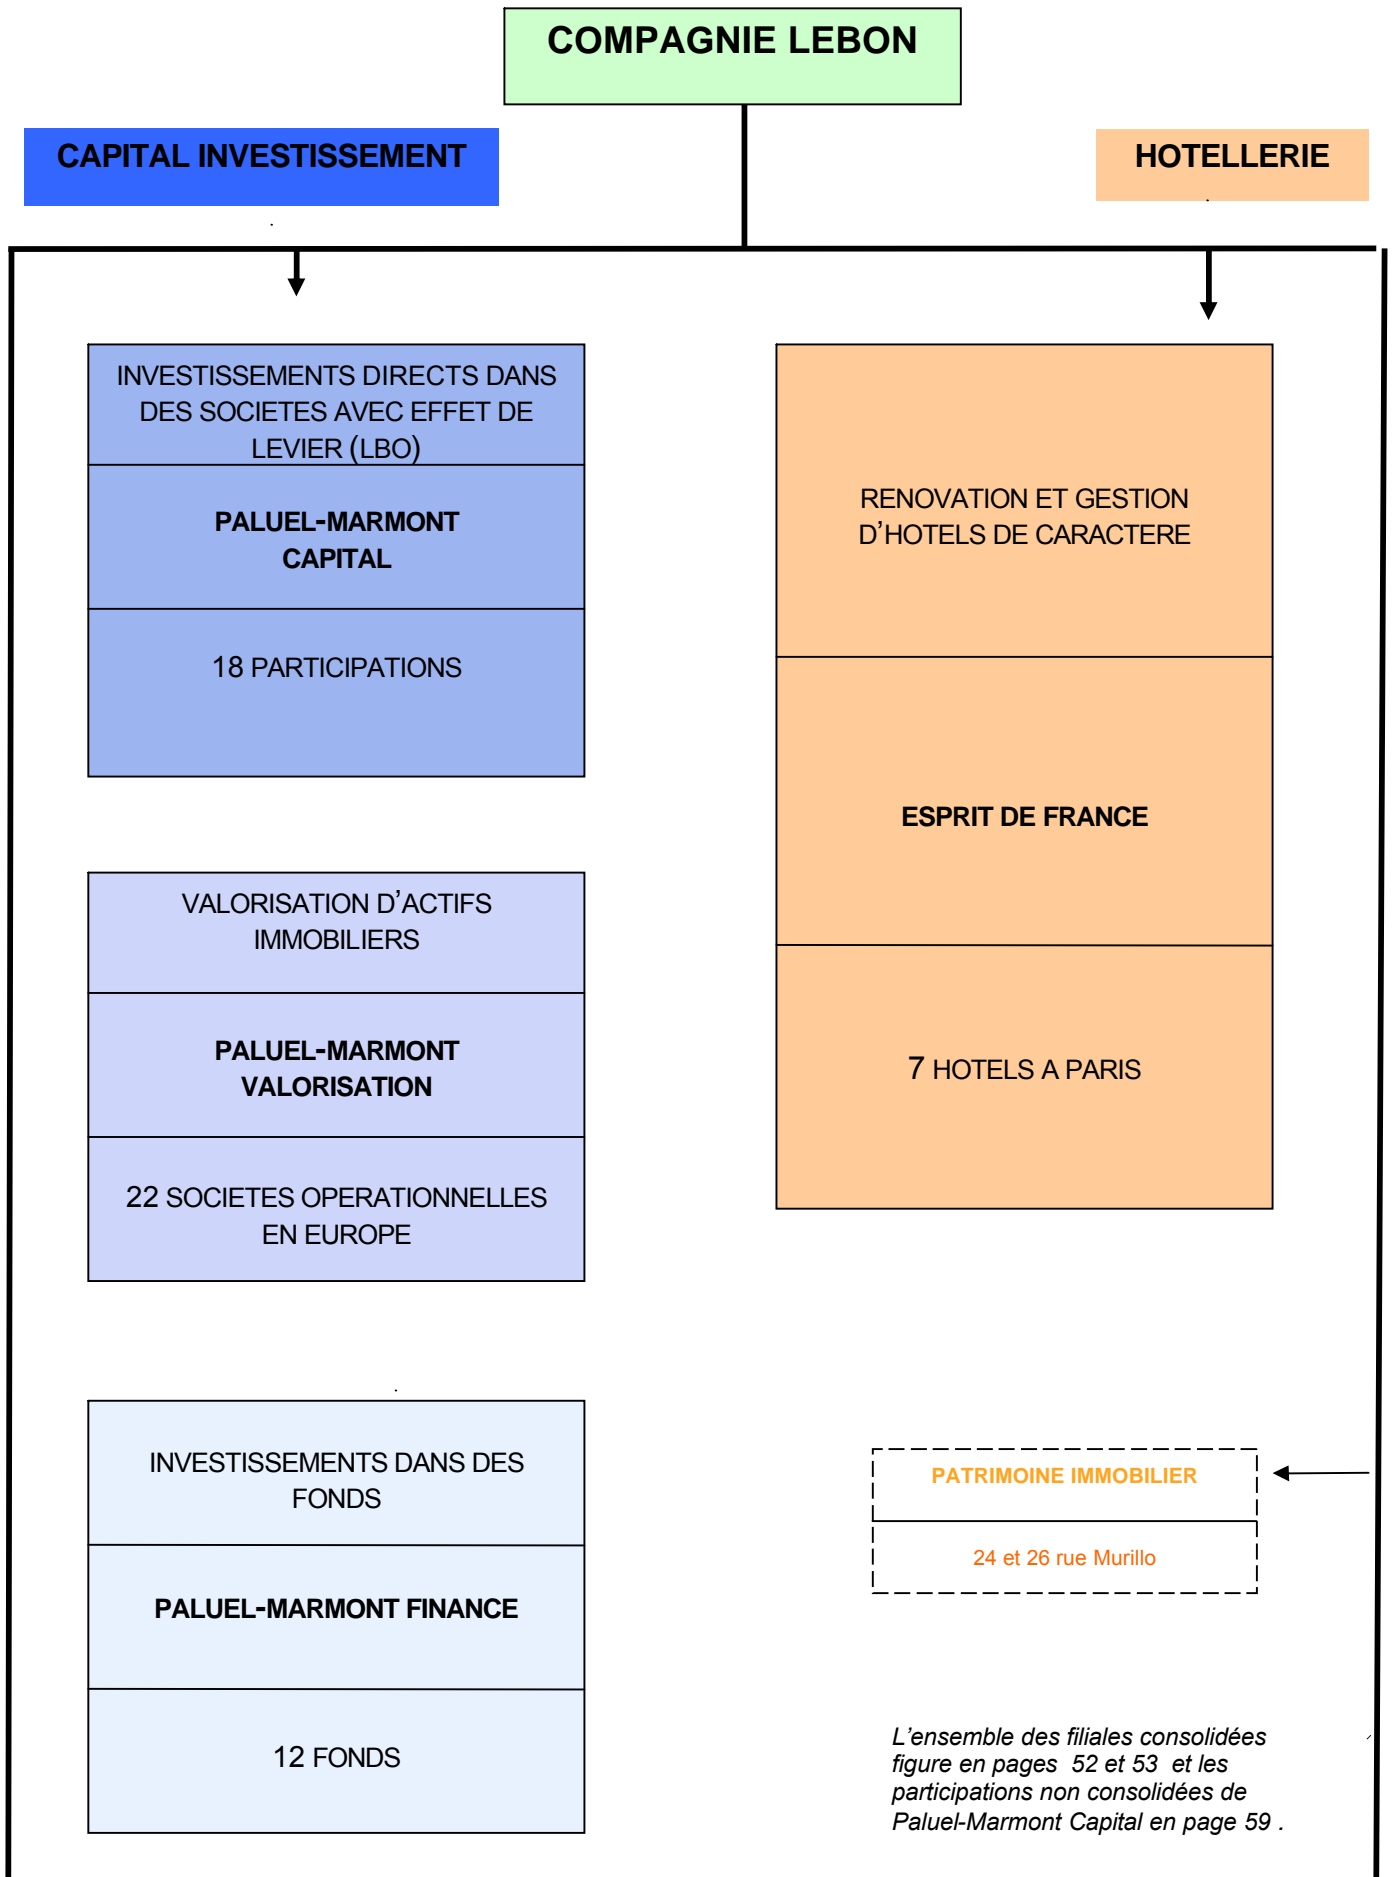 COMPAGNIE LEBON
CAPITAL INVESTISSEMENT
HOTELLERIE
INVESTISSEMENTS DIRECTS DANS
DES SOCIETES AVEC EFFET DE
LEVIER (LBO)
PALUEL-MARMONT
CAPITAL
18 PARTICIPATIONS
RENOVATION ET GESTION
D’HOTELS DE CARACTERE
ESPRIT DE FRANCE
7 HOTELS A PARIS
VALORISATION D’ACTIFS
IMMOBILIERS
PALUEL-MARMONT
VALORISATION
22 SOCIETES OPERATIONNELLES
EN EUROPE
INVESTISSEMENTS DANS DES
FONDS
PALUEL-MARMONT FINANCE
12 FONDS
PATRIMOINE IMMOBILIER
24 et 26 rue Murillo
L’ensemble des filiales consolidées
figure en pages 52 et 53 et les
participations non consolidées de
Paluel-Marmont Capital en page 59 .